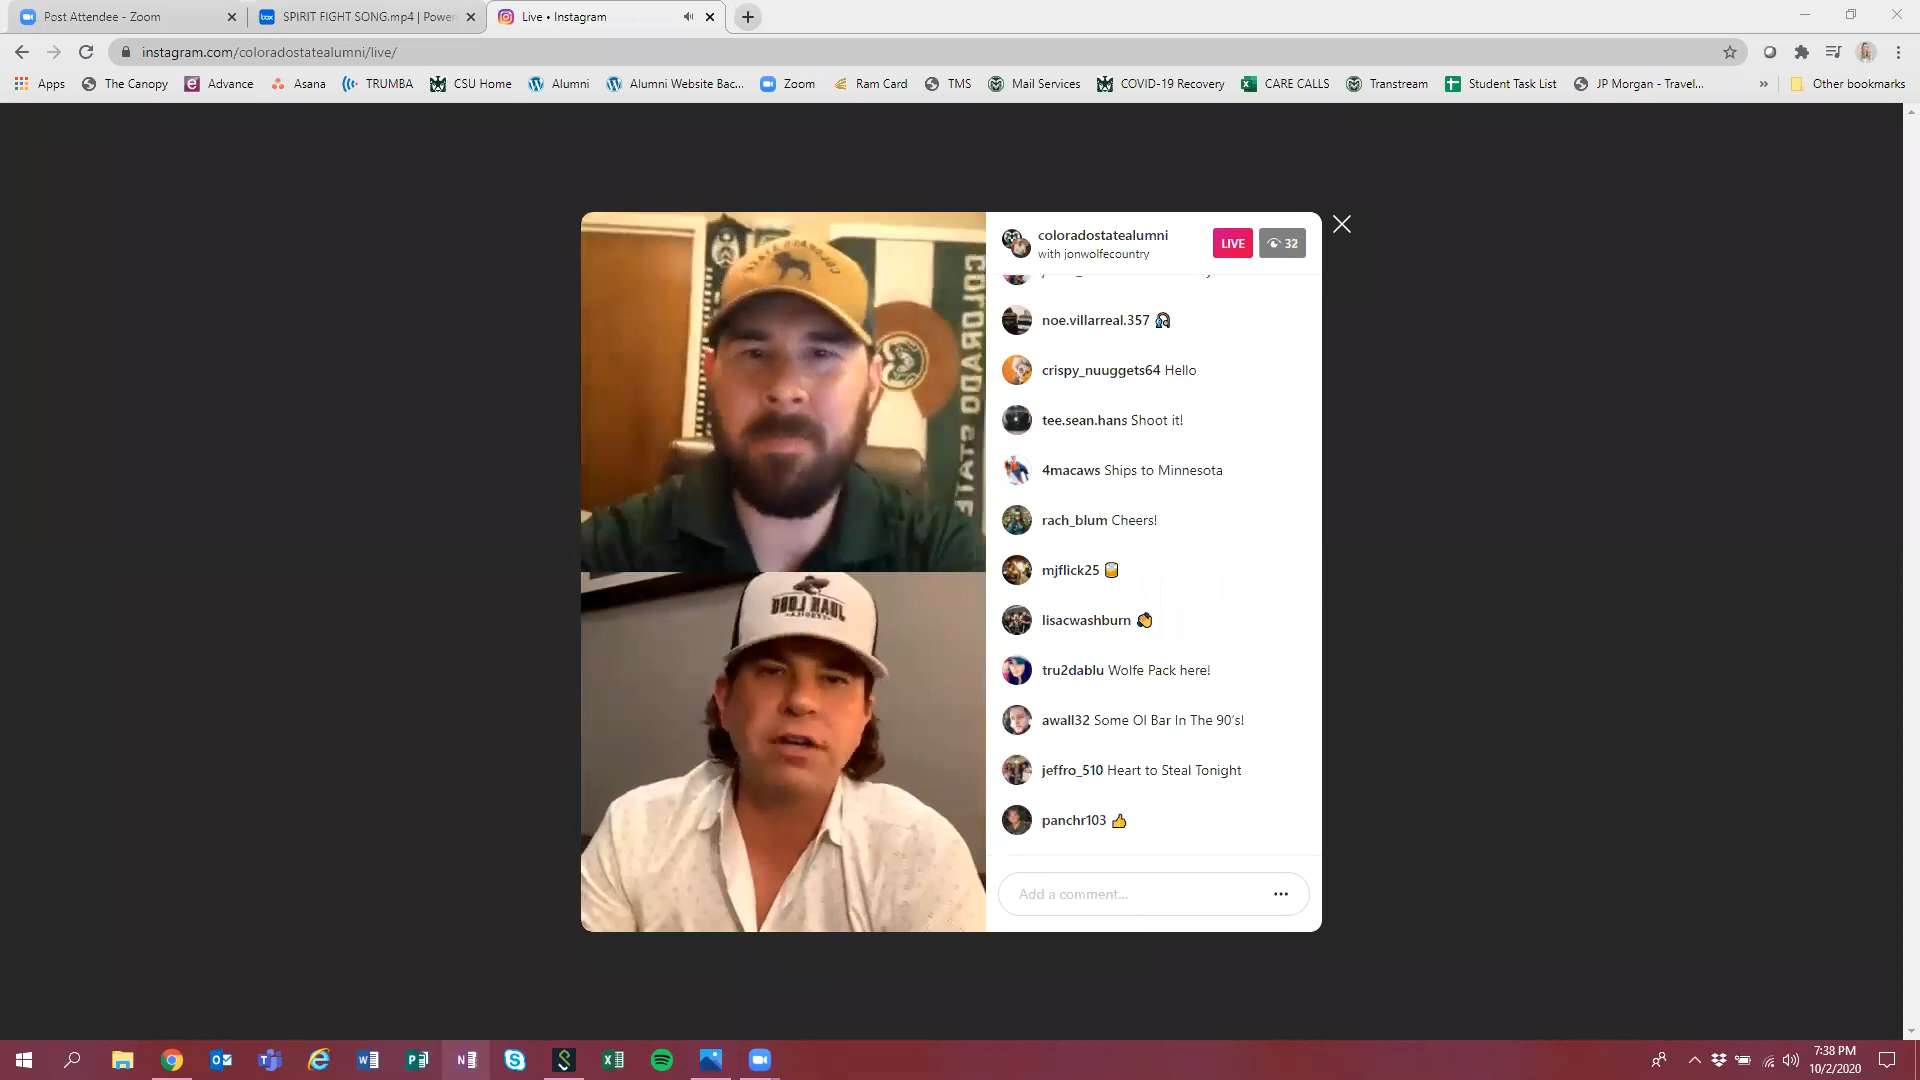 Post Attendee - Zoom
SPIRIT FIGHT SONG.mp4 | Power
Live • Instagram
instagram.com/coloradostatealumni/live/
Apps
The Canopy
Advance
Asana
TRUMBA
CSU Home
Alumni
Alumni Website Bac...
Zoom
Ram Card
TMS
Mail Services
COVID-19 Recovery
CARE CALLS
Transtream
Student Task List
JP Morgan - Travel...
»
Other bookmarks
COLORADO STATE
COLORADO STATE
JUAN LOBO
TEQUILA
coloradostatealumni
with jonwolfecountry
LIVE
32
noe.villarreal.357
crispy_nuuggets64 Hello
tee.sean.hans Shoot it!
4macaws Ships to Minnesota
rach_blum Cheers!
mjflick25
lisacwashburn
tru2dablu Wolfe Pack here!
awall32 Some Ol Bar In The 90's!
jeffro_510 Heart to Steal Tonight
panchr103
Add a comment...
7:38 PM
10/2/2020